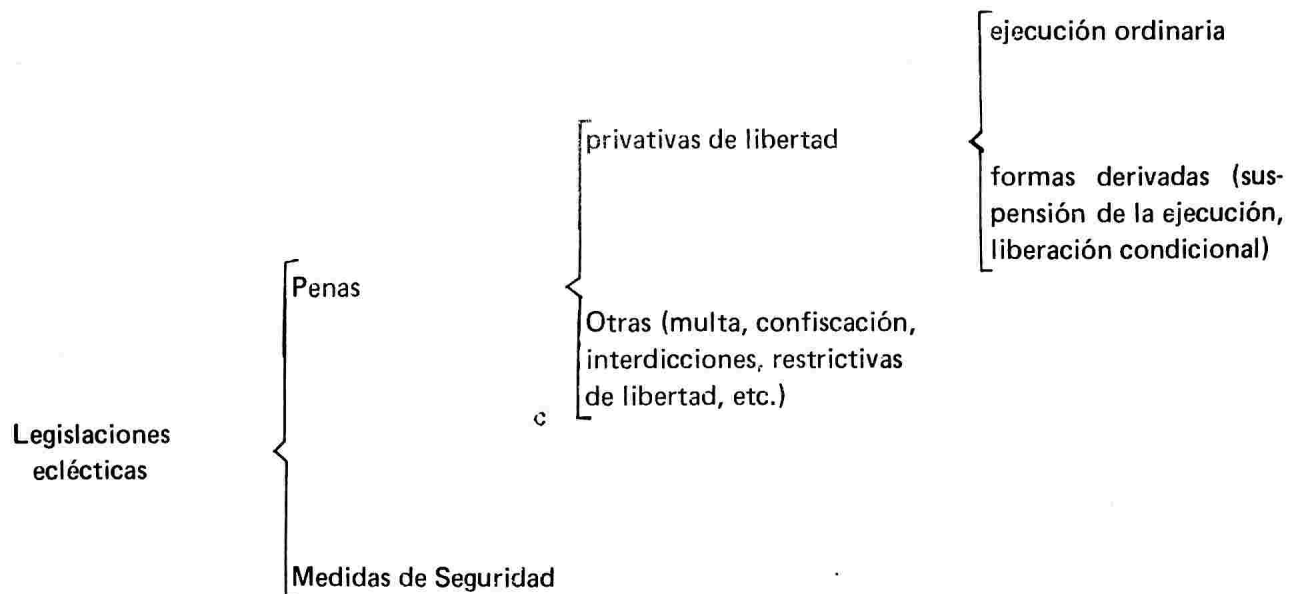 ejecución ordinaria
privativas de libertad
formas derivadas (sus-
pensión de la ejecución,
liberación condicional)
Penas
Otras (multa, confiscación,
interdicciones, restrictivas
de libertad, etc.)
c
Legislaciones
eclécticas
Medidas de Seguridad